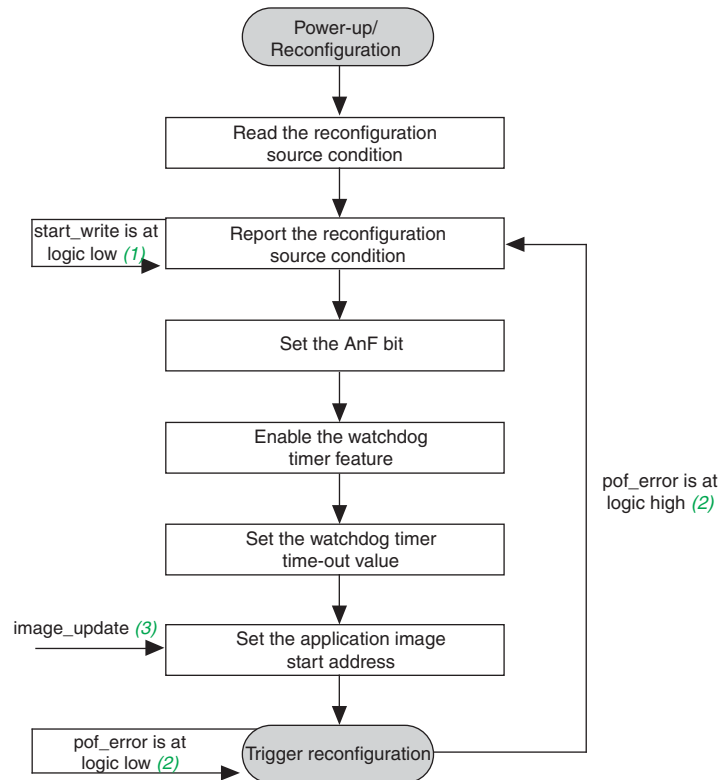 Power-up/
Reconfiguration
Read the reconfiguration
source condition
start_write is at
logic low (1)
Report the reconfiguration
source condition
Set the AnF bit
Enable the watchdog
timer feature
pof_error is at
logic high (2)
Set the watchdog timer
time-out value
image_update (3)
Set the application image
start address
pof_error is at
logic low (2)
Trigger reconfiguration